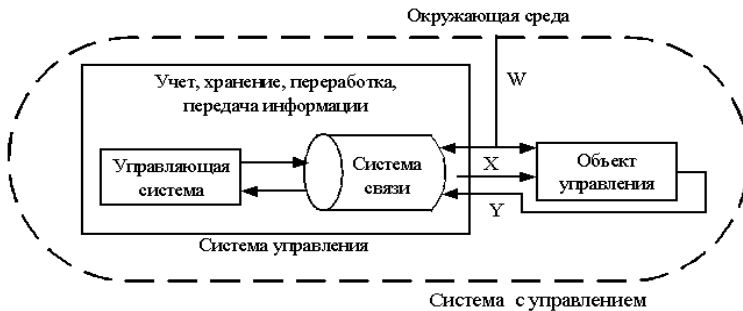 Окружающая среда
Учет, хранение, переработка,
передача информации
W
Управляющая
система
Система
связи
X
Объект
управления
Y
Система управления
Система с управлением